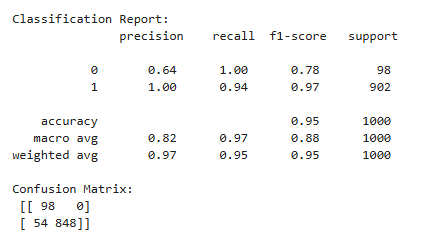 Classification Report:
precision recall f1-score support
0 0.64 1.00 0.78 98
1 1.00 0.94 0.97 902
accuracy 0.95 1000
macro avg 0.82 0.97 0.88 1000
weighted avg 0.97 0.95 0.95 1000
Confusion Matrix:
[[ 98 0]
[ 54 848]]